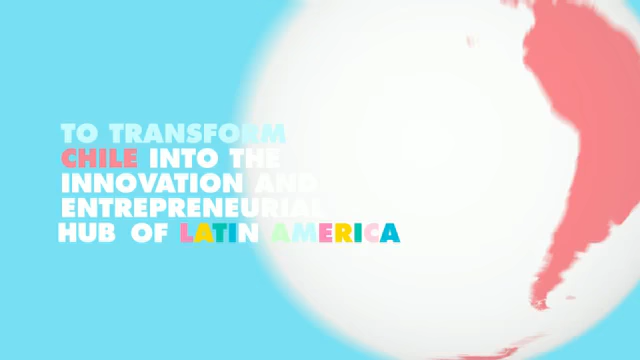 TO TRANSFORM
CHILE INTO THE
INNOVATION AND
ENTREPRENEURIAL
HUB OF LATIN AMERICA